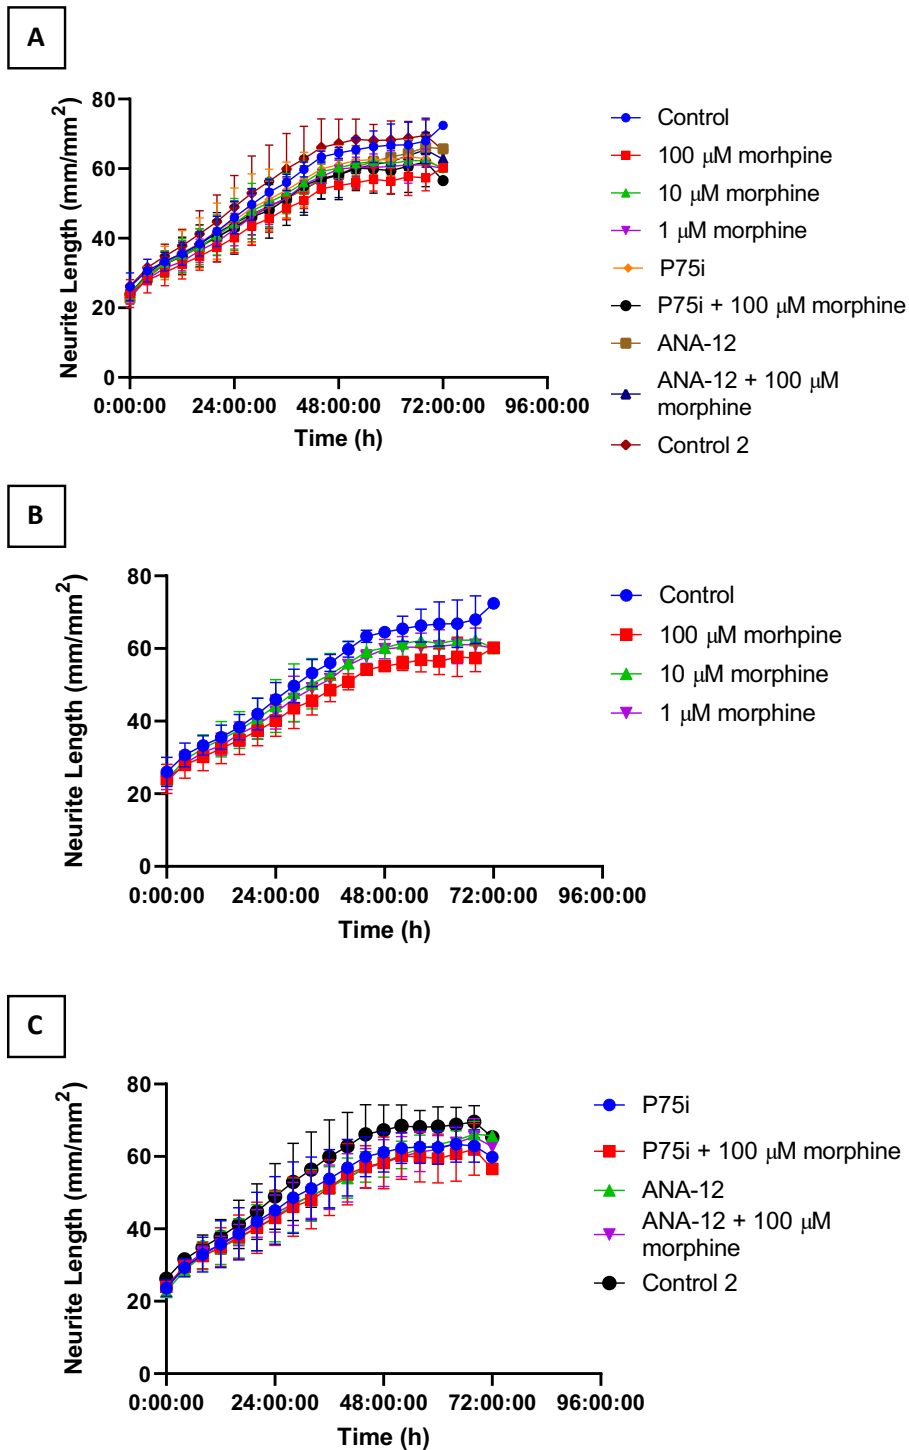 A
Neurite Length (mm/mm²)
80
60
40
20
0
0:00:00 24:00:00 48:00:00 72:00:00 96:00:00
Time (h)
Control
100 μM morhpine
10 μM morphine
1 μM morphine
P75i
P75i + 100 μM morphine
ANA-12
ANA-12 + 100 μM
morphine
Control 2
B
Neurite Length (mm/mm²)
80
60
40
20
0
0:00:00 24:00:00 48:00:00 72:00:00 96:00:00
Time (h)
Control
100 μM morhpine
10 μM morphine
1 μM morphine
C
Neurite Length (mm/mm²)
80
60
40
20
0
0:00:00 24:00:00 48:00:00 72:00:00 96:00:00
Time (h)
P75i
P75i + 100 μM morphine
ANA-12
ANA-12 + 100 μM
morphine
Control 2